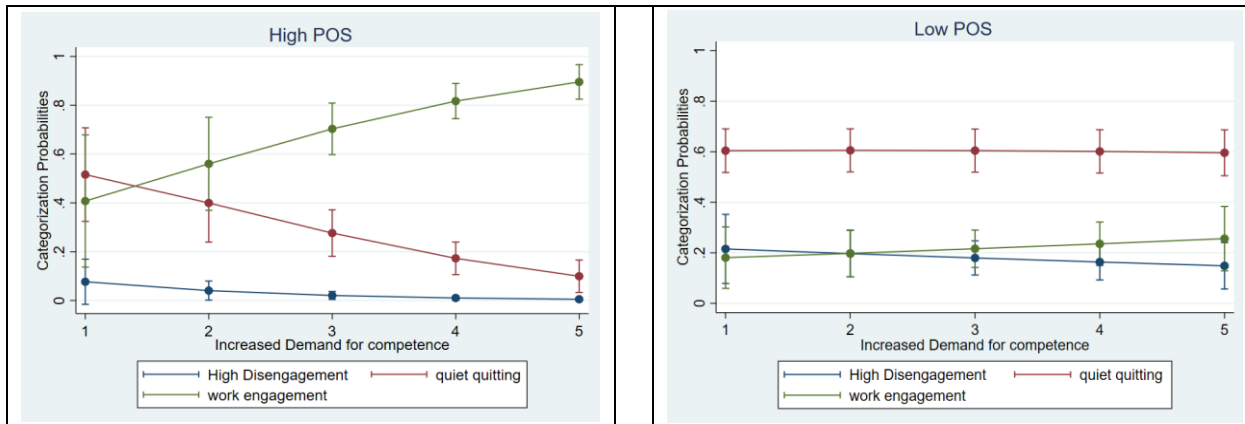 High POS
Categorization Probabilities
1
.8
.6
.4
.2
0
1 2 3 4 5
Increased Demand for competence
High Disengagement quiet quitting
work engagement
Low POS
Categorization Probabilities
1
.8
.6
.4
.2
0
1 2 3 4 5
Increased Demand for competence
High Disengagement quiet quitting
work engagement